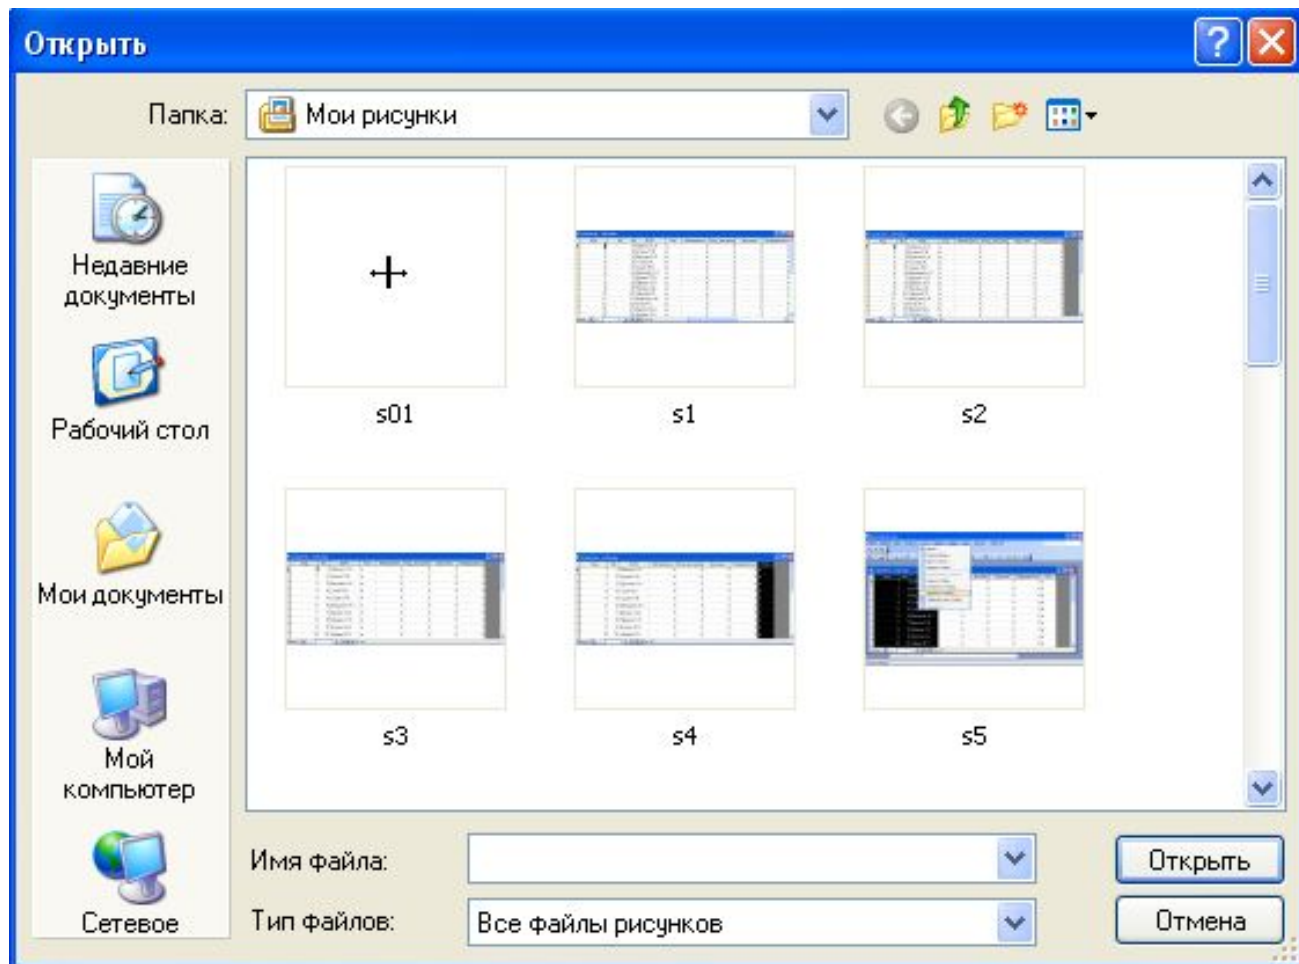 Открыть
Папка:
Мои рисунки
Недавние
документы
Рабочий стол
Мои документы
Мой
компьютер
Сетевое
s01
s1
s2
s3
s4
s5
Имя файла:
Открыть
Тип файлов:
Все файлы рисунков
Отмена